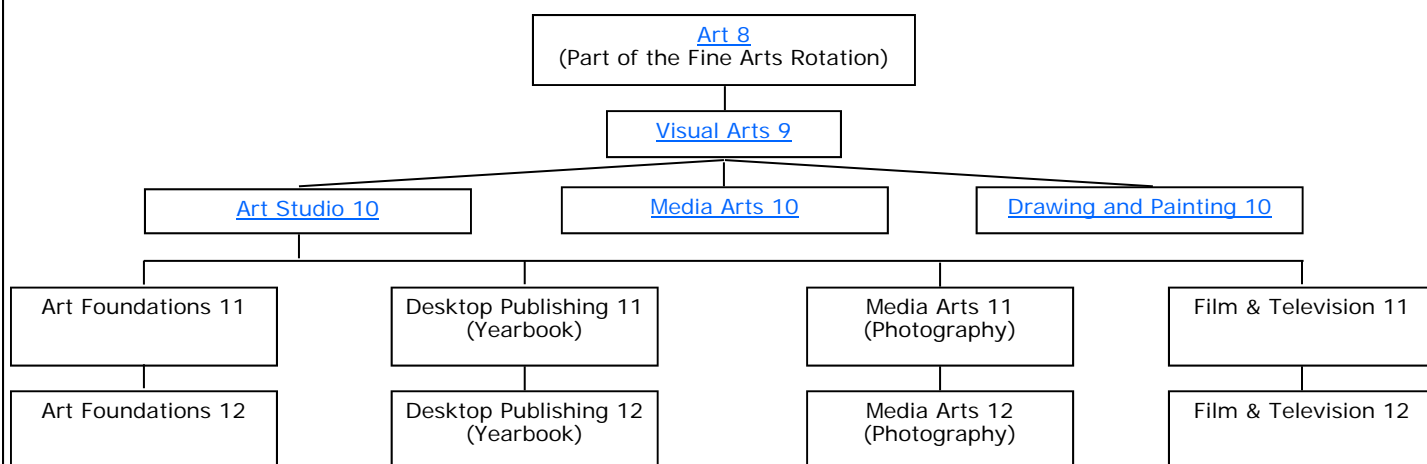 Art 8
(Part of the Fine Arts Rotation)
Visual Arts 9
Art Studio 10
Media Arts 10
Drawing and Painting 10
Art Foundations 11
Desktop Publishing 11
(Yearbook)
Media Arts 11
(Photography)
Film & Television 11
Art Foundations 12
Desktop Publishing 12
(Yearbook)
Media Arts 12
(Photography)
Film & Television 12